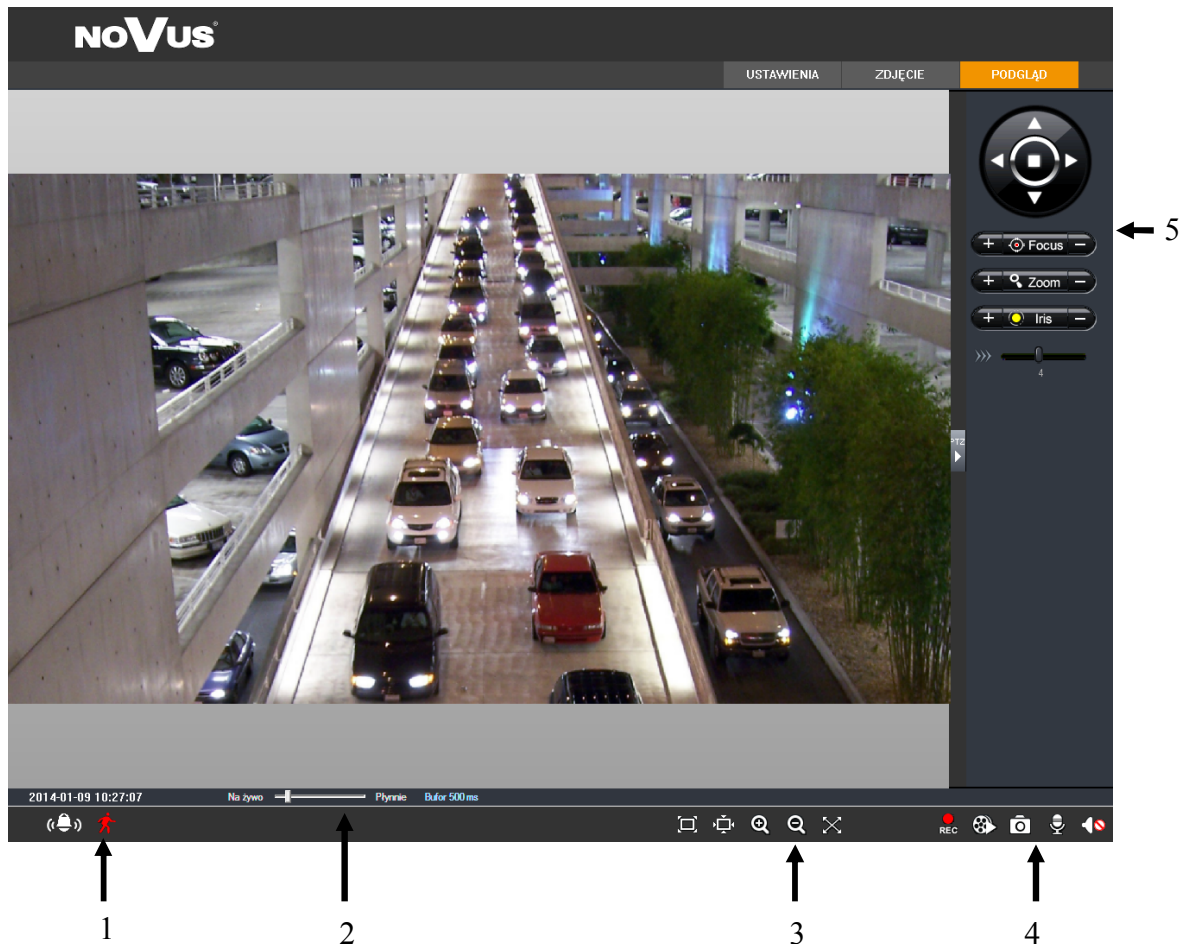 NOVUS®
USTAWIENIA ZDJĘCIE PODGLĄD
+ Focus −
+ Zoom −
+ Iris −
4
5
PTZ
2014-01-09 10:27:07 Na żywo Płynnie Bufor 500 ms
REC
1 2 3 4